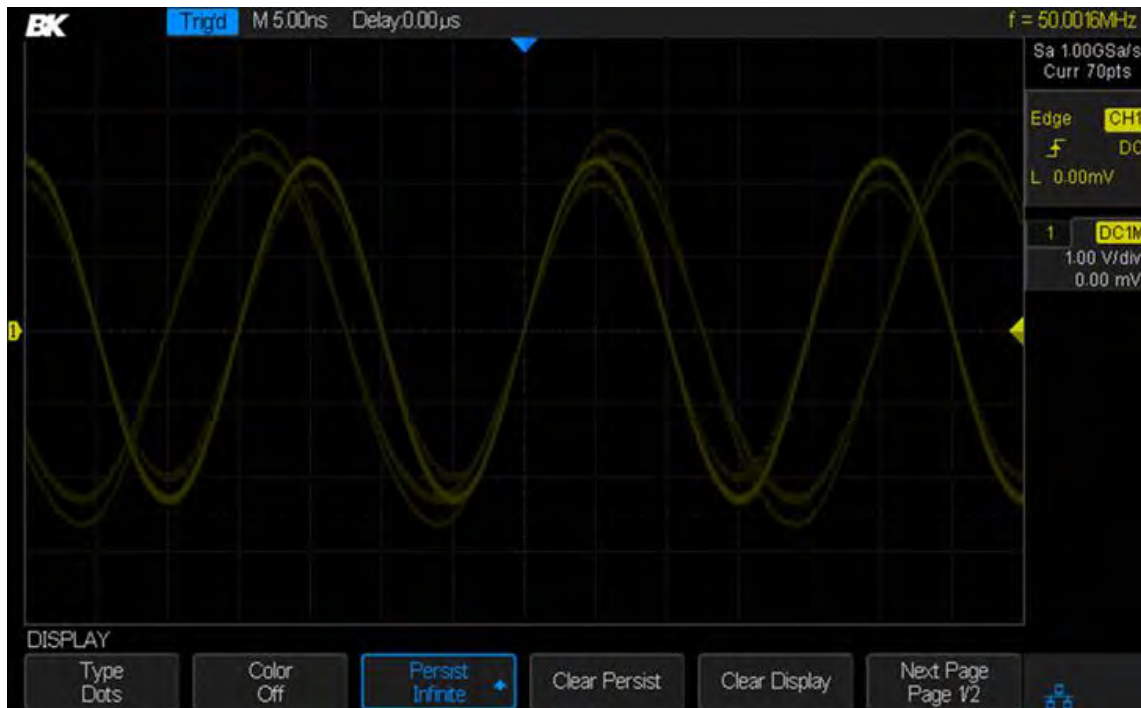 BK Trig'd M 5.00ns Delay:0.00µs f = 50.0016MHz
Sa 1.00GSa/s
Curr 70pts
Edge CH1
DC
L 0.00mV
1 DC1M
1.00 V/div
0.00 mV
1
DISPLAY
Type
Dots
Color
Off
Persist
Infinite
Clear Persist
Clear Display
Next Page
Page 1/2